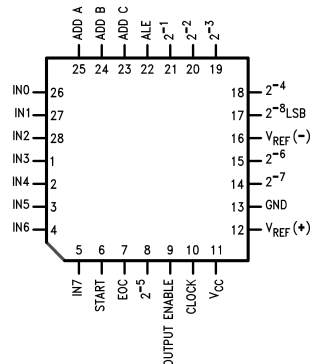 ADD A
ADD B
ADD C
ALE
2-1
2-2
2-3
25 24 23 22 21 20 19
IN0 26
IN1 27
IN2 28
IN3 1
IN4 2
IN5 3
IN6 4
18 2-4
17 2-8LSB
16 VREF(-)
15 2-6
14 2-7
13 GND
12 VREF(+)
5 6 7 8 9 10 11
IN7
START
EOC
2-5
OUTPUT ENABLE
CLOCK
VCC